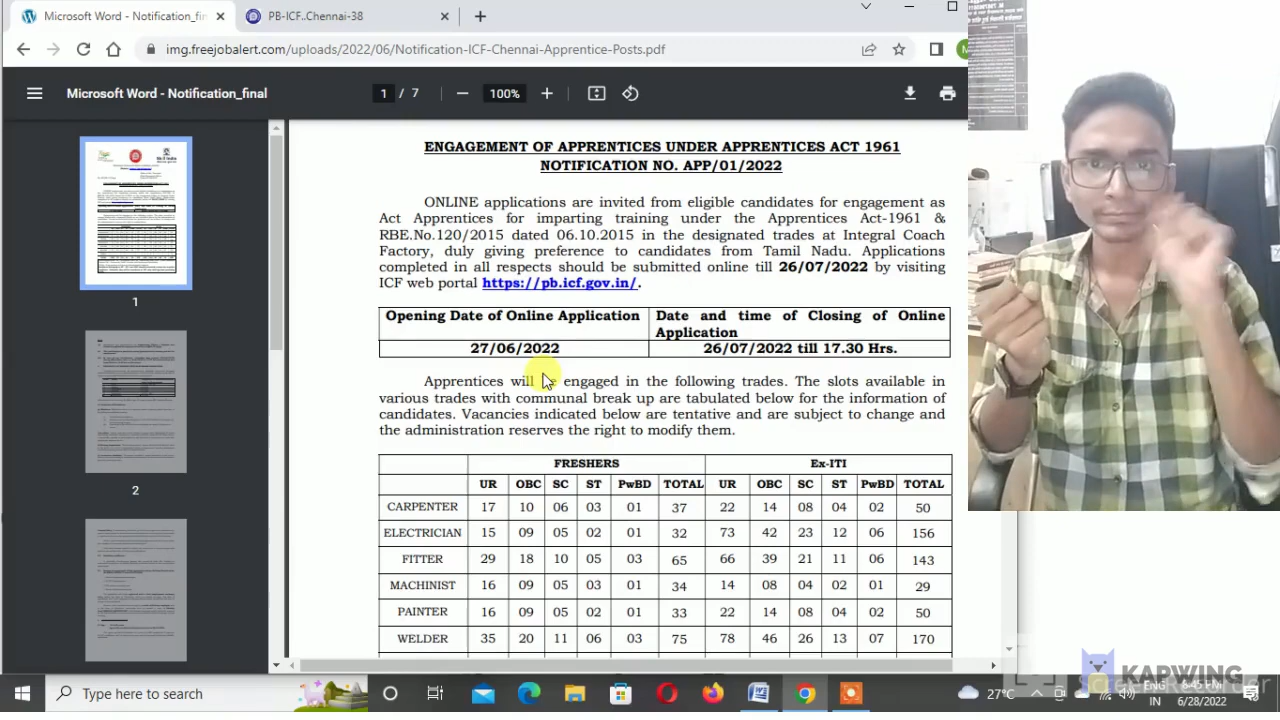 Microsoft Word - Notification_fin
PB-ICF..Chennai-38
img.freejobalert.com/uploads/2022/06/Notification-ICF-Chennai-Apprentice-Posts.pdf
Microsoft Word - Notification_final
1 / 7
100%
ENGAGEMENT OF APPRENTICES UNDER APPRENTICES ACT 1961
NOTIFICATION NO. APP/01/2022
ONLINE applications are invited from eligible candidates for engagement as
Act Apprentices for imparting training under the Apprentices Act-1961 &
RBE.No.120/2015 dated 06.10.2015 in the designated trades at Integral Coach
Factory, duly giving preference to candidates from Tamil Nadu. Applications
completed in all respects should be submitted online till 26/07/2022 by visiting
ICF web portal https://pb.icf.gov.in/.
Opening Date of Online Application
Date and time of Closing of Online
Application
27/06/2022
26/07/2022 till 17.30 Hrs.
Apprentices will be engaged in the following trades. The slots available in
various trades with communal break up are tabulated below for the information of
candidates. Vacancies intimated below are tentative and are subject to change and
the administration reserves the right to modify them.
FRESHERS Ex-ITI
UR OBC SC ST PwBD TOTAL UR OBC SC ST PwBD TOTAL
CARPENTER 17 10 06 03 01 37 22 14 08 04 02 50
ELECTRICIAN 15 09 05 02 01 32 73 42 23 12 06 156
FITTER 29 18 10 05 03 65 66 39 21 11 06 143
MACHINIST 16 09 05 03 01 34 14 08 04 02 01 29
PAINTER 16 09 05 02 01 33 22 14 08 04 02 50
WELDER 35 20 11 06 03 75 78 46 26 13 07 170
1
2
KAPWING
Type here to search
27°C
ENG
IN
6:45 PM
6/28/2022